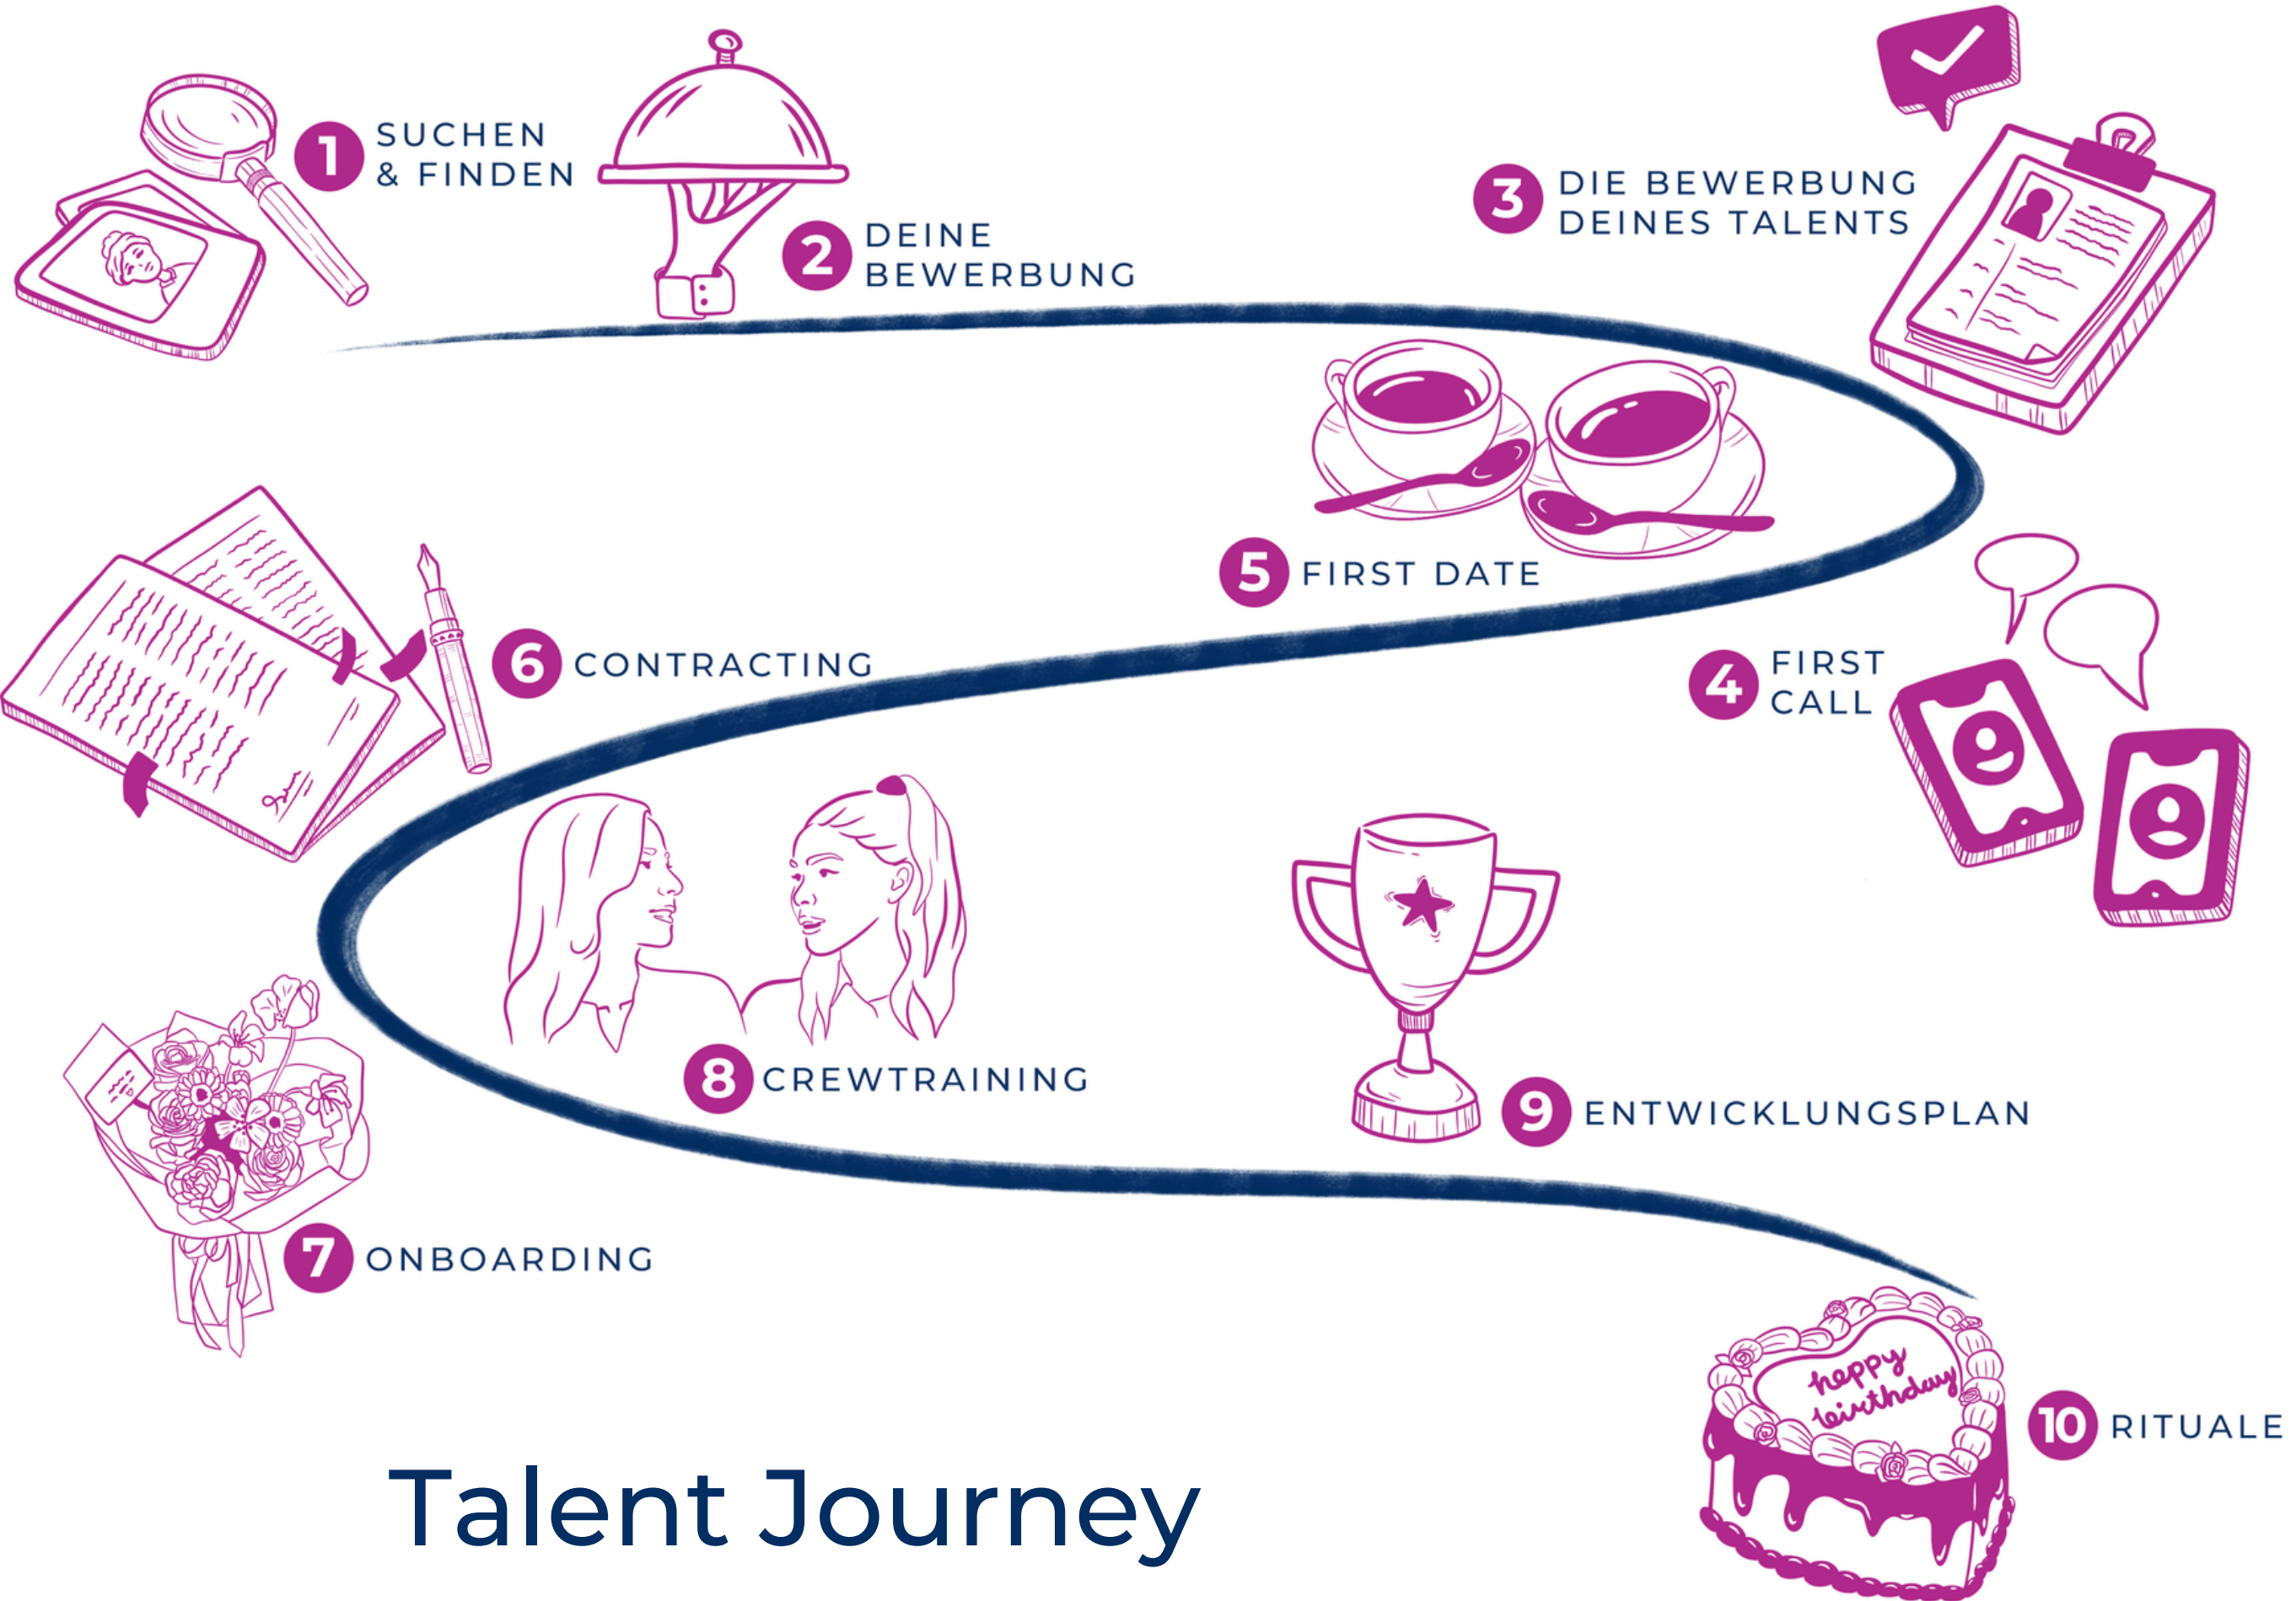 1 SUCHEN
& FINDEN
2 DEINE
BEWERBUNG
3 DIE BEWERBUNG
DEINES TALENTS
4 FIRST
CALL
5 FIRST DATE
6 CONTRACTING
7 ONBOARDING
8 CREWTRAINING
9 ENTWICKLUNGSPLAN
happy
birthday
10 RITUALE
Talent Journey